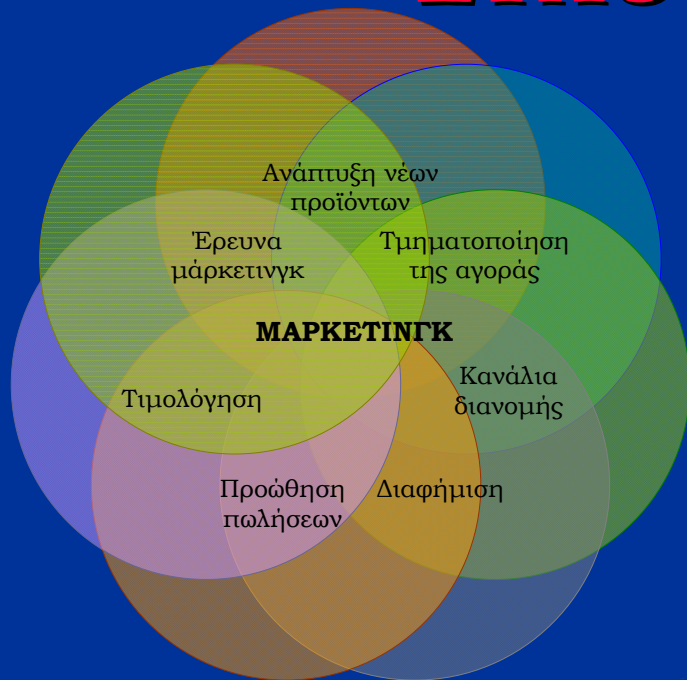 Ανάπτυξη νέων
προϊόντων
Έρευνα
μάρκετινγκ
Τμηματοποίηση
της αγοράς
ΜΑΡΚΕΤΙΝΓΚ
Τιμολόγηση
Κανάλια
διανομής
Προώθηση
πωλήσεων
Διαφήμιση